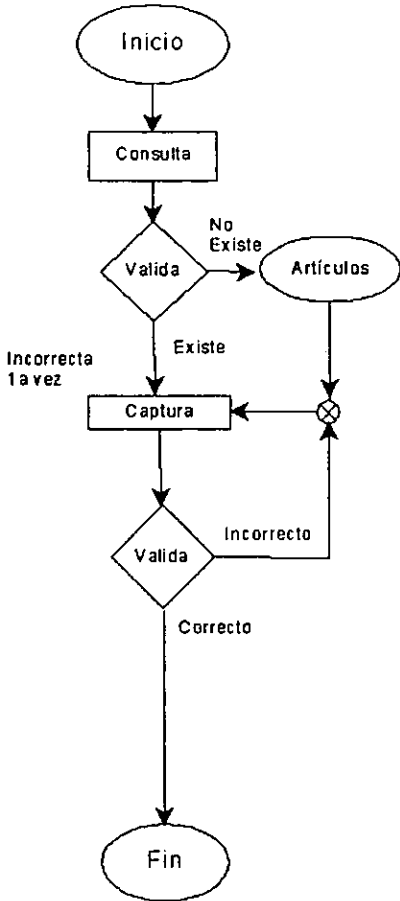 Inicio
Consulta
No
Existe
Valida
Artículos
Existe
Incorrecta
1a vez
Captura
Incorrecto
Valida
Correcto
Fin